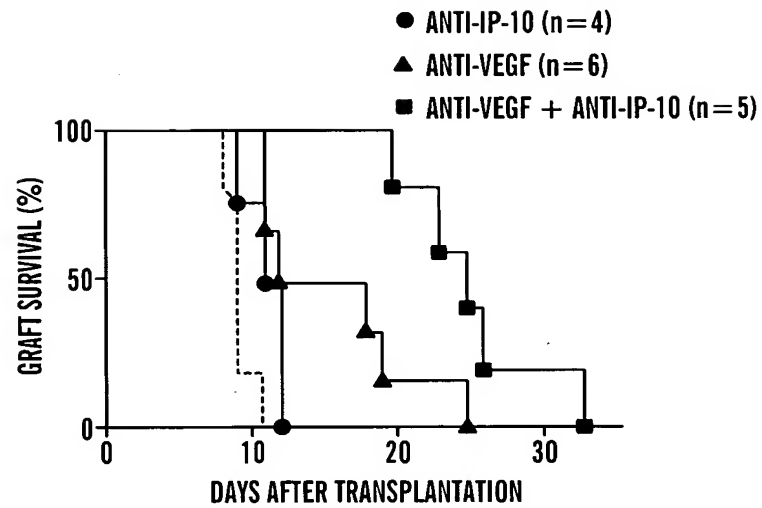 ANTI-IP-10 (n=4)
ANTI-VEGF (n=6)
ANTI-VEGF + ANTI-IP-10 (n=5)
100
50
0
GRAFT SURVIVAL (%)
0 10 20 30
DAYS AFTER TRANSPLANTATION